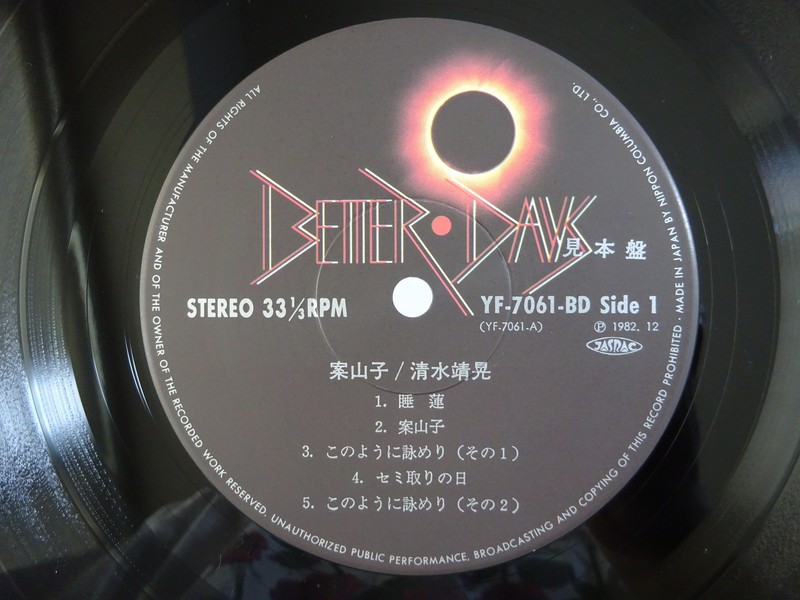 BETTER・DAYS
見本盤
STEREO 33⅓RPM
YF-7061-BD Side 1
(YF-7061-A)
Ⓟ 1982. 12
JASRAC
案山子/清水靖晃
1. 睡 蓮
2. 案山子
3. このように詠めり(その1)
4. セミ取りの日
5. このように詠めり(その2)
ALL RIGHTS OF THE MANUFACTURER AND OF THE OWNER OF THE RECORDED WORK RESERVED. UNAUTHORIZED PUBLIC PERFORMANCE, BROADCASTING AND COPYING OF THIS RECORD PROHIBITED · MADE IN JAPAN BY NIPPON COLUMBIA CO., LTD.